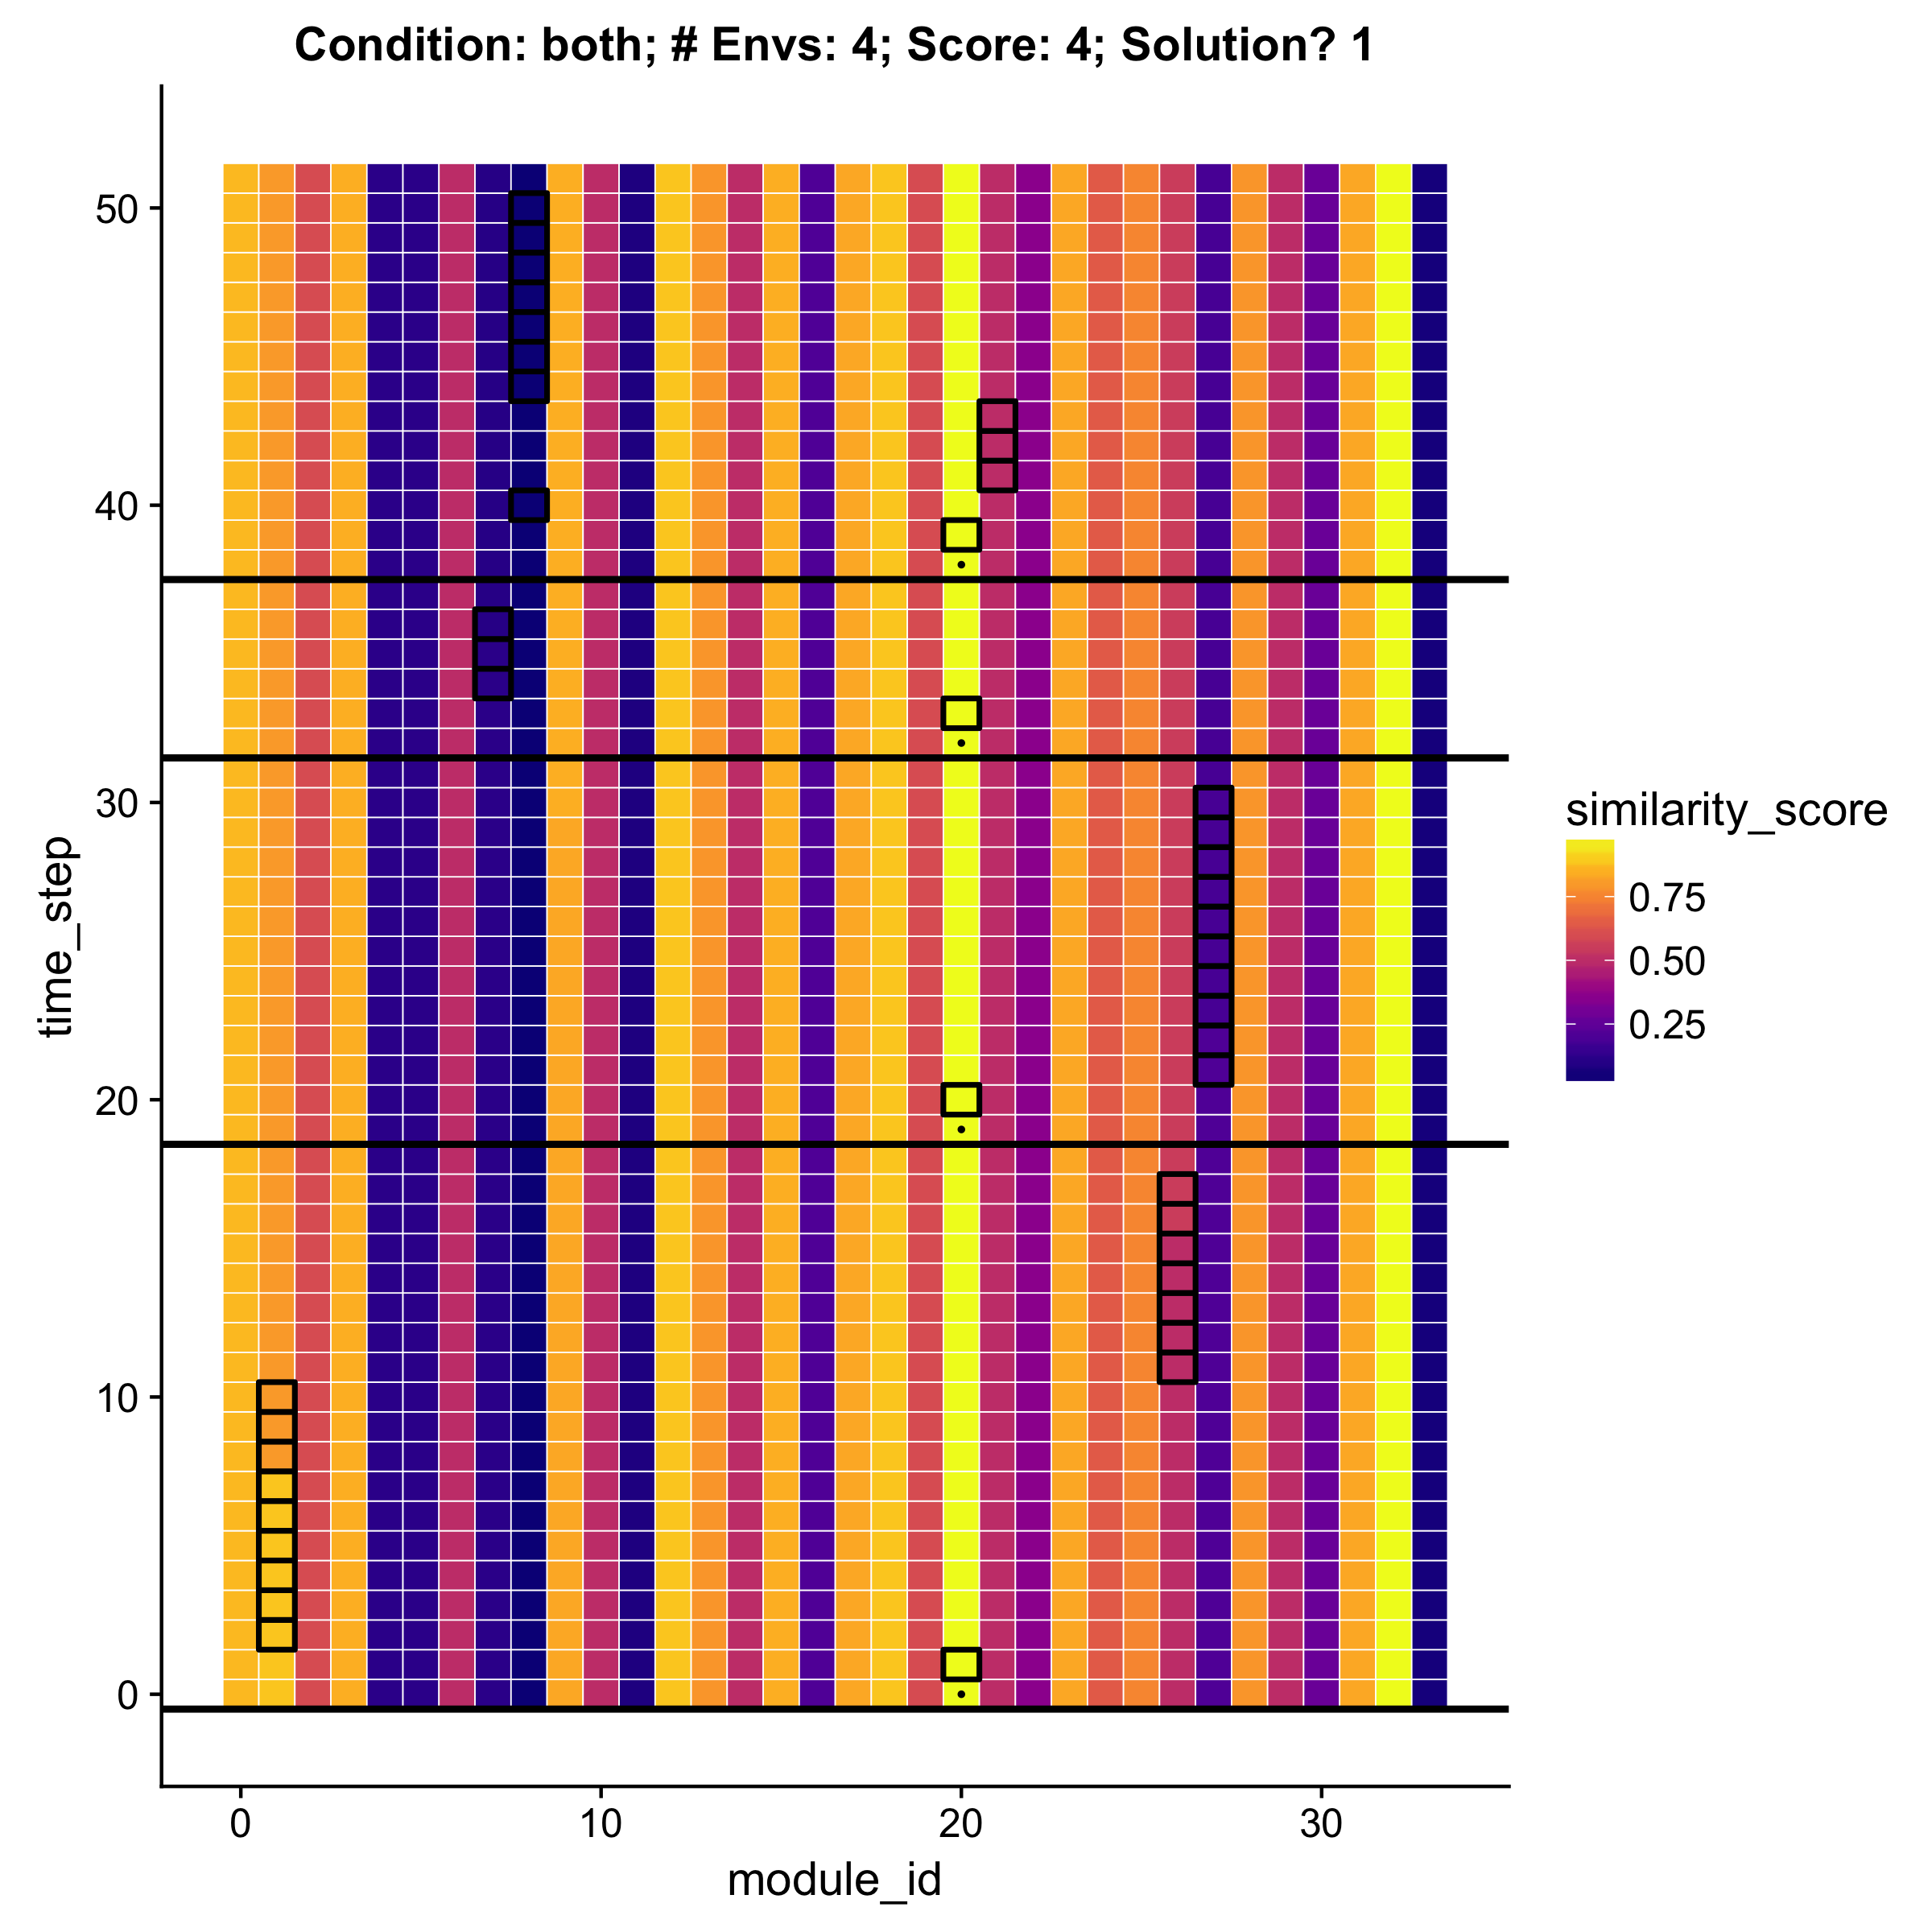 Condition: both; # Envs: 4; Score: 4; Solution? 1
50
40
30
20
10
0
time_step
0 10 20 30
module_id
similarity_score
0.75
0.50
0.25